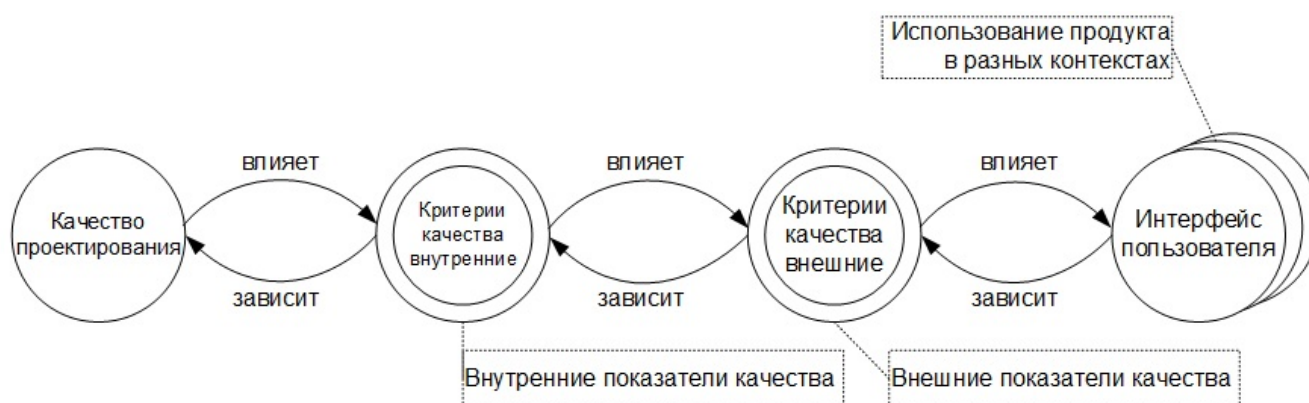 Использование продукта
в разных контекстах
влияет
влияет
влияет
Качество
проектирования
Критерии
качества
внутренние
Критерии
качества
внешние
Интерфейс
пользователя
зависит
зависит
зависит
Внутренние показатели качества
Внешние показатели качества